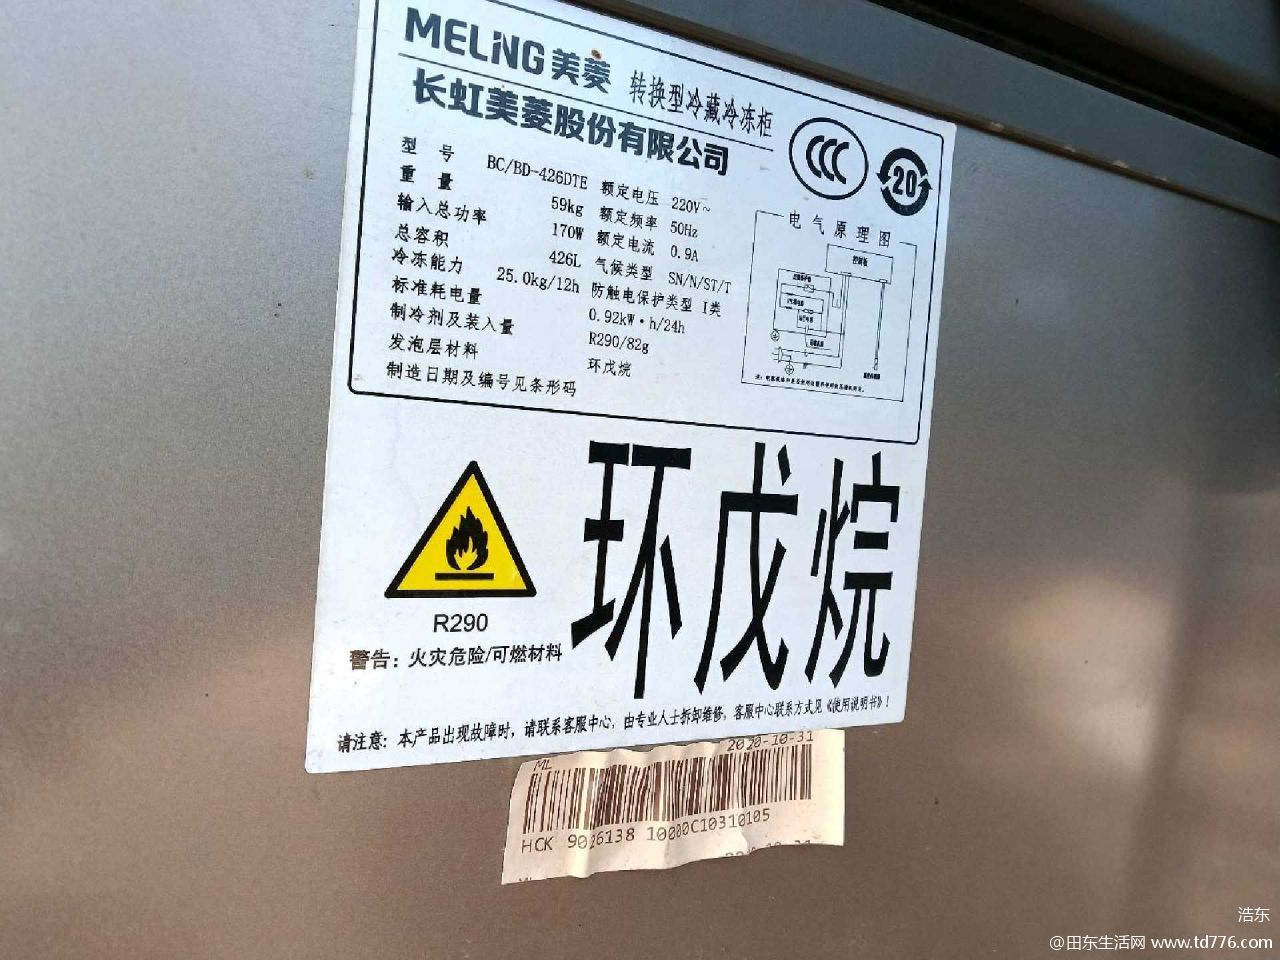 MELING美菱 转换型冷藏冷冻柜
长虹美菱股份有限公司
型号 BC/BD-426DTE 额定电压 220V~
重量 59kg 额定频率 50Hz
输入总功率 170W 额定电流 0.9A
总容积 426L 气候类型 SN/N/ST/T
冷冻能力 25.0kg/12h 防触电保护类型 I类
标准耗电量 0.92kW·h/24h
制冷剂及装入量 R290/82g
发泡层材料 环戊烷
制造日期及编号见条形码
20
电气原理图
环戊烷
R290
警告：火灾危险/可燃材料
请注意：本产品出现故障时，请联系客服中心，由专业人士拆卸维修，客服中心联系方式见《使用说明书》！
ML 2020-10-31
HCK 9026138 10000C10310105
浩东
@田东生活网 www.td776.com